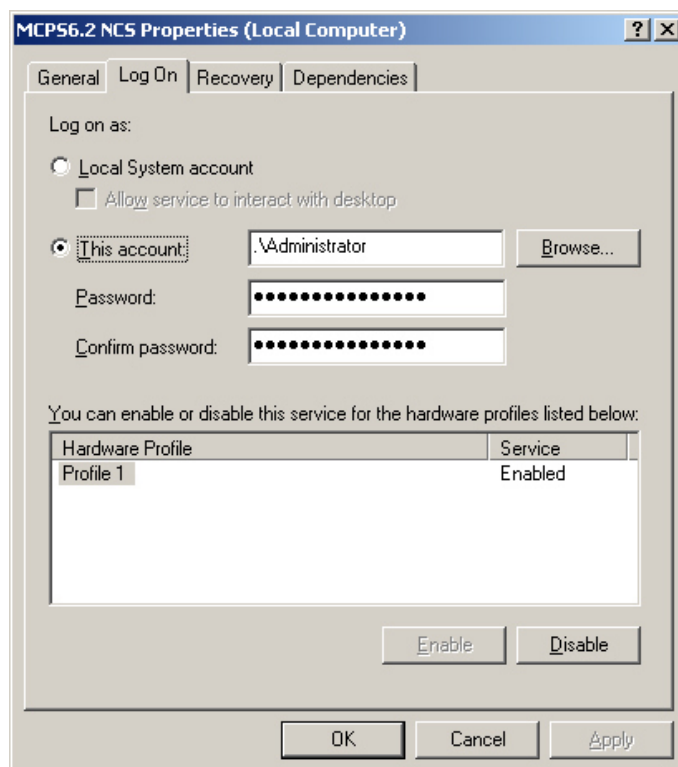 MCPS6.2 NCS Properties (Local Computer) ? X
General Log On Recovery Dependencies
Log on as:
Local System account
Allow service to interact with desktop
This account: .\Administrator Browse...
Password: ●●●●●●●●●●●●●●●
Confirm password: ●●●●●●●●●●●●●●●
You can enable or disable this service for the hardware profiles listed below:
Hardware Profile Service
Profile 1 Enabled
Enable Disable
OK Cancel Apply